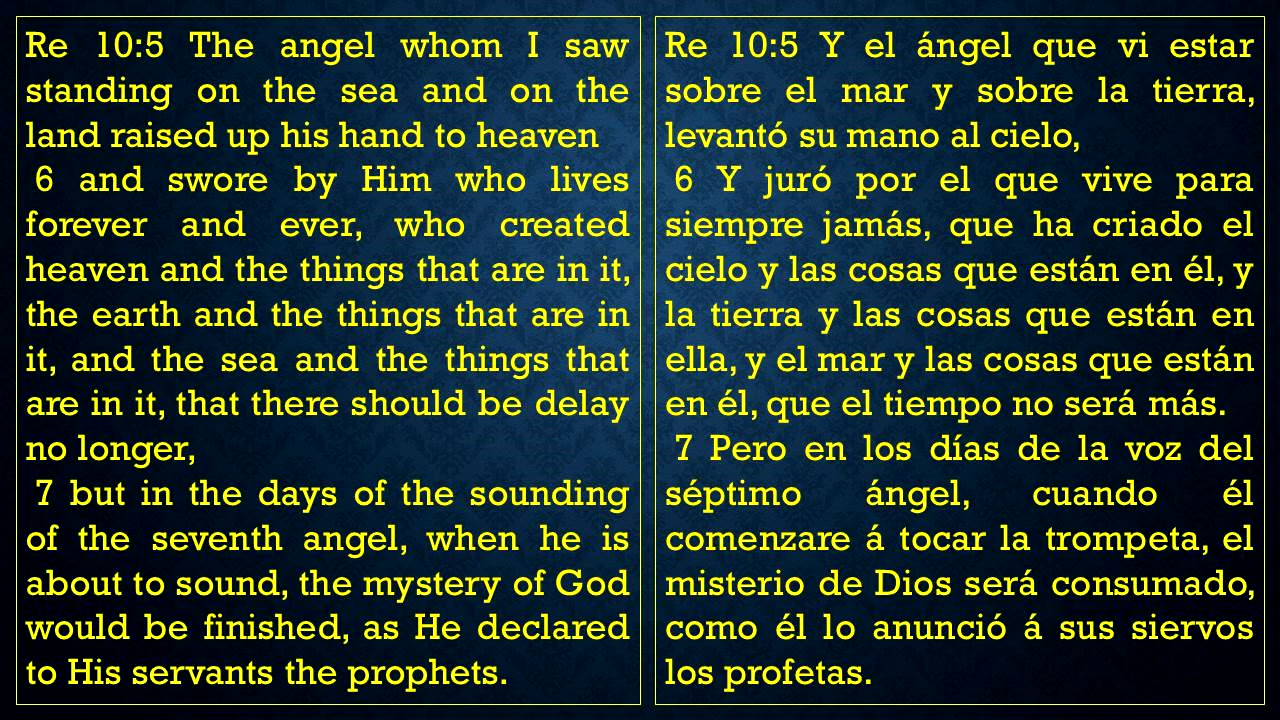 Re 10:5 The angel whom I saw
standing on the sea and on the
land raised up his hand to heaven
6 and swore by Him who lives
forever and ever, who created
heaven and the things that are in it,
the earth and the things that are in
it, and the sea and the things that
are in it, that there should be delay
no longer,
7 but in the days of the sounding
of the seventh angel, when he is
about to sound, the mystery of God
would be finished, as He declared
to His servants the prophets.
Re 10:5 Y el ángel que vi estar
sobre el mar y sobre la tierra,
levantó su mano al cielo,
6 Y juró por el que vive para
siempre jamás, que ha criado el
cielo y las cosas que están en él, y
la tierra y las cosas que están en
ella, y el mar y las cosas que están
en él, que el tiempo no será más.
7 Pero en los días de la voz del
séptimo ángel, cuando él
comenzare á tocar la trompeta, el
misterio de Dios será consumado,
como él lo anunció á sus siervos
los profetas.